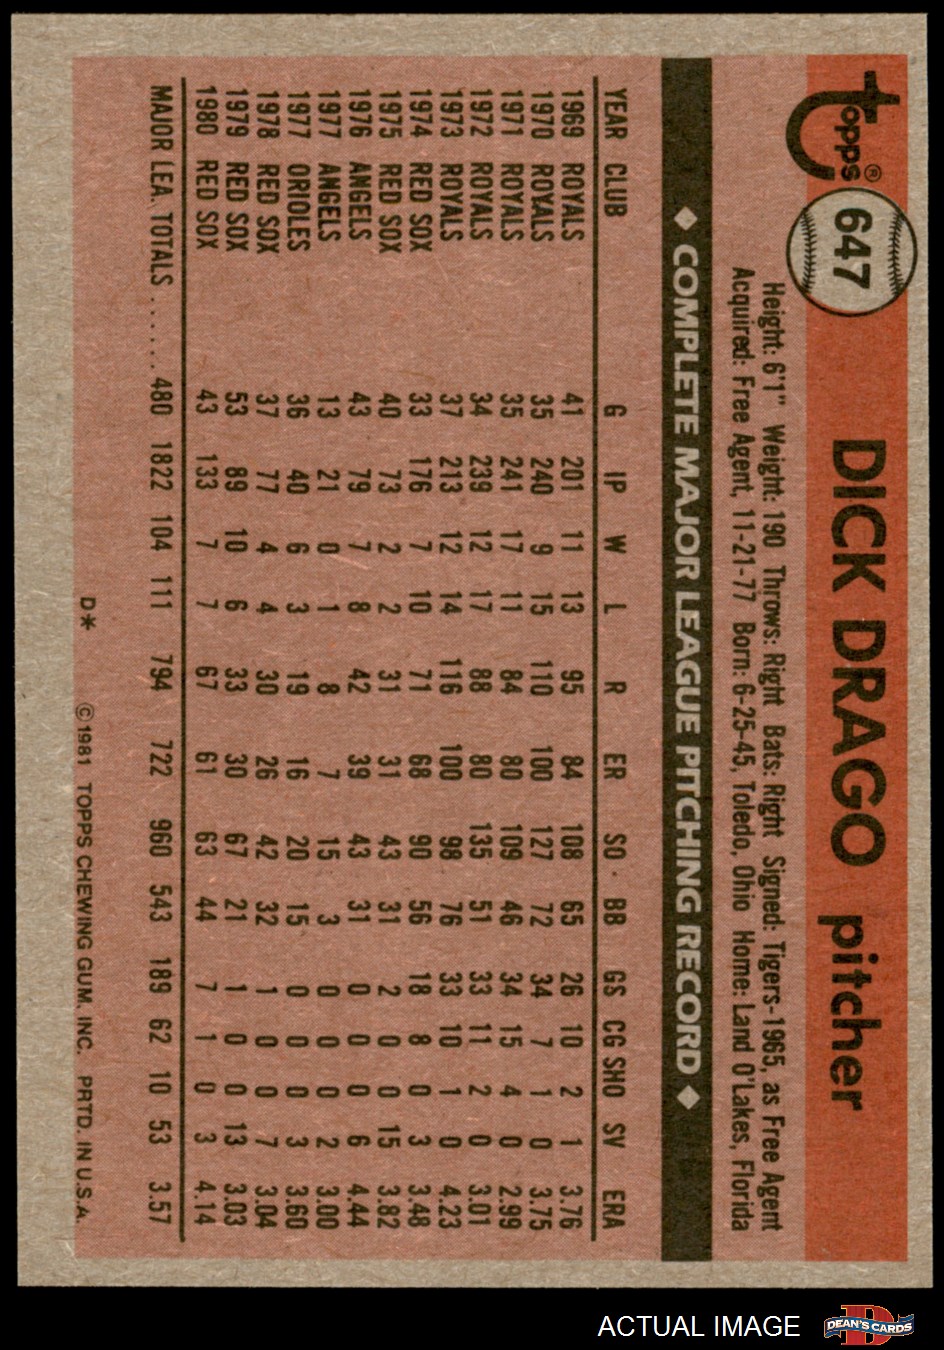 Topps®
647
DICK DRAGO pitcher
Height: 6'1" Weight: 190 Throws: Right Bats: Right Signed: Tigers-1965, as Free Agent
Acquired: Free Agent, 11-21-77 Born: 6-25-45, Toledo, Ohio Home: Land O'Lakes, Florida
◆ COMPLETE MAJOR LEAGUE PITCHING RECORD ◆
YEAR CLUB G IP W L R ER SO BB GS CG SHO SV ERA
1969 ROYALS 41 201 11 13 95 84 108 65 26 10 2 1 3.76
1970 ROYALS 35 240 9 15 110 100 127 72 34 7 1 0 3.75
1971 ROYALS 35 241 17 11 84 80 109 46 34 15 4 0 2.99
1972 ROYALS 34 239 12 17 88 80 135 51 33 11 2 0 3.01
1973 ROYALS 37 213 12 14 116 100 98 76 33 10 1 0 4.23
1974 RED SOX 33 176 7 10 71 68 90 56 18 8 0 3 3.48
1975 RED SOX 40 73 2 2 31 31 43 31 2 0 0 15 3.82
1976 ANGELS 43 79 7 8 42 39 43 31 0 0 0 6 4.44
1977 ANGELS 13 21 0 1 8 7 15 3 0 0 0 2 3.00
1977 ORIOLES 36 40 6 3 19 16 20 15 0 0 0 3 3.60
1978 RED SOX 37 77 4 4 30 26 42 32 1 0 0 7 3.04
1979 RED SOX 53 89 10 6 33 30 67 21 1 0 0 13 3.03
1980 RED SOX 43 133 7 7 67 61 63 44 7 1 0 3 4.14
MAJOR LEA. TOTALS ...... 480 1822 104 111 794 722 960 543 189 62 10 53 3.57
D* ©1981 TOPPS CHEWING GUM, INC. PRTD. IN U.S.A.
ACTUAL IMAGE
DEAN'S CARDS